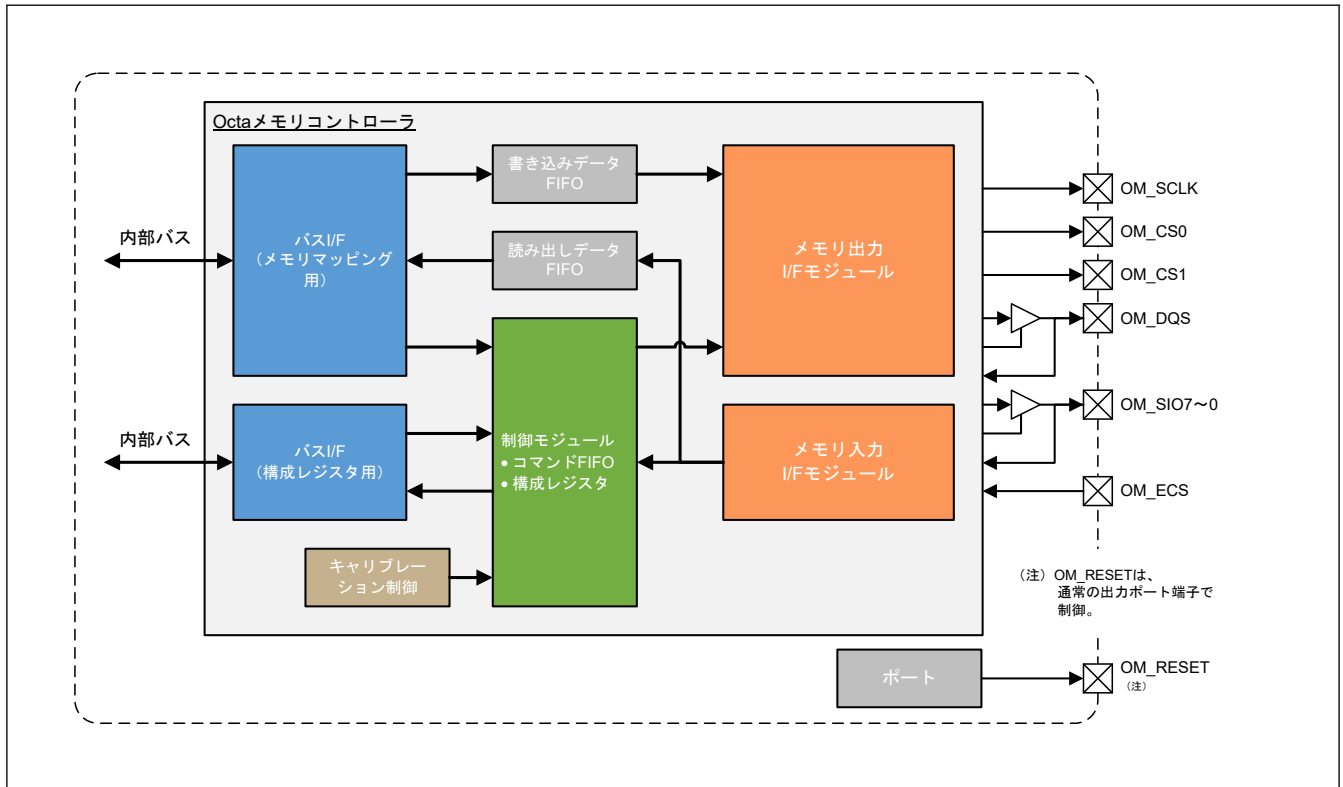 Octaメモリコントローラ
内部バス
バスI/F
（メモリマッピング
用）
書き込みデータ
FIFO
読み出しデータ
FIFO
メモリ出力
I/Fモジュール
内部バス
バスI/F
（構成レジスタ用）
制御モジュール
● コマンドFIFO
● 構成レジスタ
メモリ入力
I/Fモジュール
キャリブレー
ション制御
OM_SCLK
OM_CS0
OM_CS1
OM_DQS
OM_SIO7～0
OM_ECS
（注）OM_RESETは、
通常の出力ポート端子で
制御。
ポート
OM_RESET
（注）